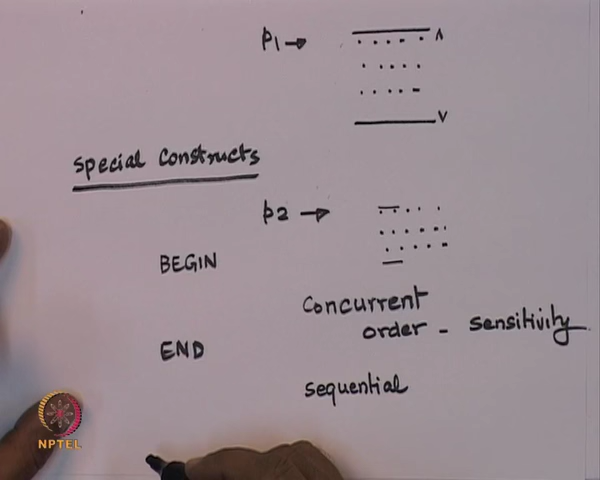 p1 →
Λ
V
Special Constructs
p2 →
BEGIN
Concurrent
order - sensitivity
END
sequential
NPTEL